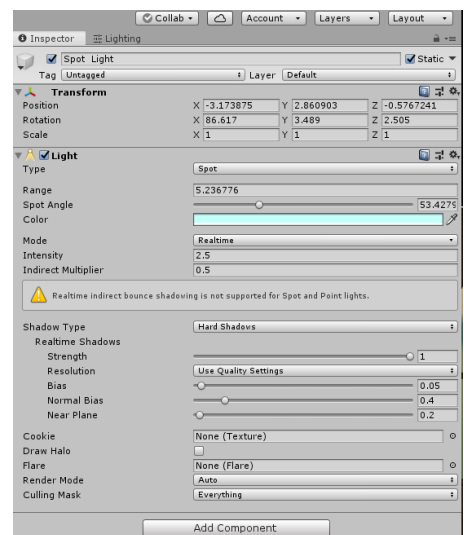 Collab Account Layers Layout
Inspector Lighting
Spot Light Static
Tag Untagged Layer Default
Transform
Position X -3.173875 Y 2.860903 Z -0.5767241
Rotation X 86.617 Y 3.489 Z 2.505
Scale X 1 Y 1 Z 1
Light
Type Spot
Range 5.236776
Spot Angle 53.4279
Color
Mode Realtime
Intensity 2.5
Indirect Multiplier 0.5
Realtime indirect bounce shadowing is not supported for Spot and Point lights.
Shadow Type Hard Shadows
Realtime Shadows
Strength 1
Resolution Use Quality Settings
Bias 0.05
Normal Bias 0.4
Near Plane 0.2
Cookie None (Texture)
Draw Halo
Flare None (Flare)
Render Mode Auto
Culling Mask Everything
Add Component